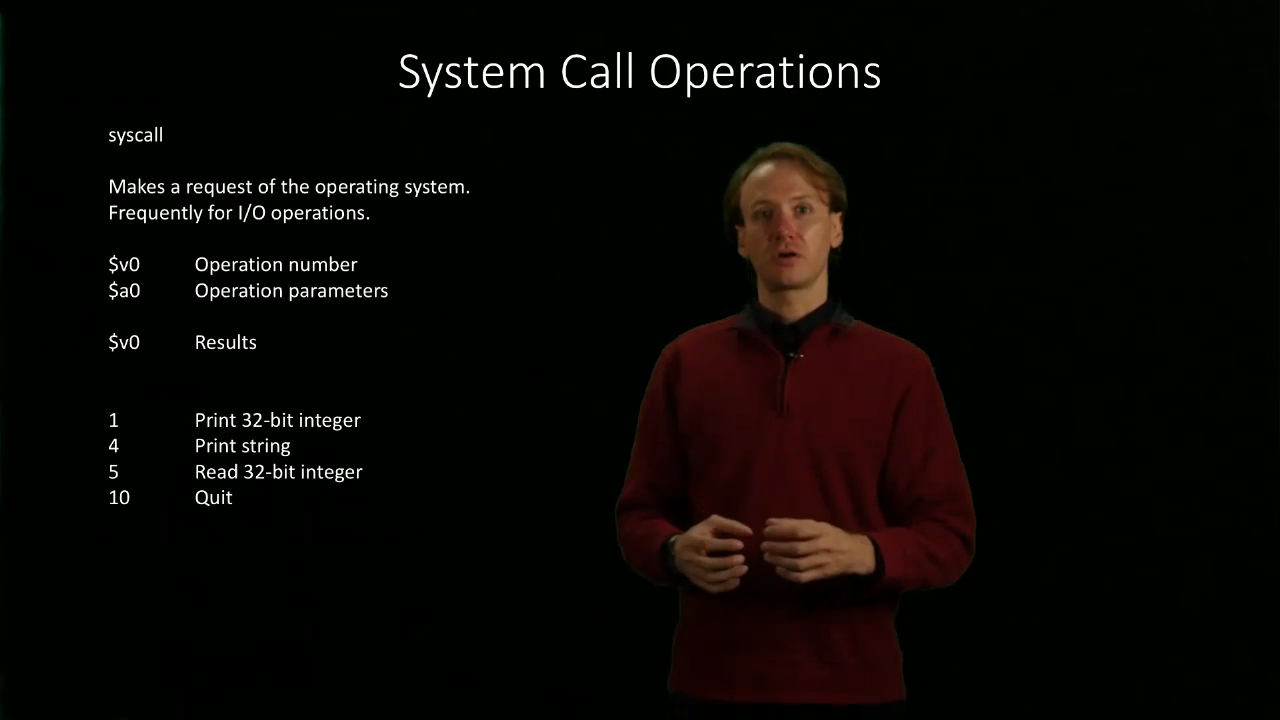 System Call Operations
syscall
Makes a request of the operating system.
Frequently for I/O operations.
$v0 Operation number
$a0 Operation parameters
$v0 Results
1 Print 32-bit integer
4 Print string
5 Read 32-bit integer
10 Quit